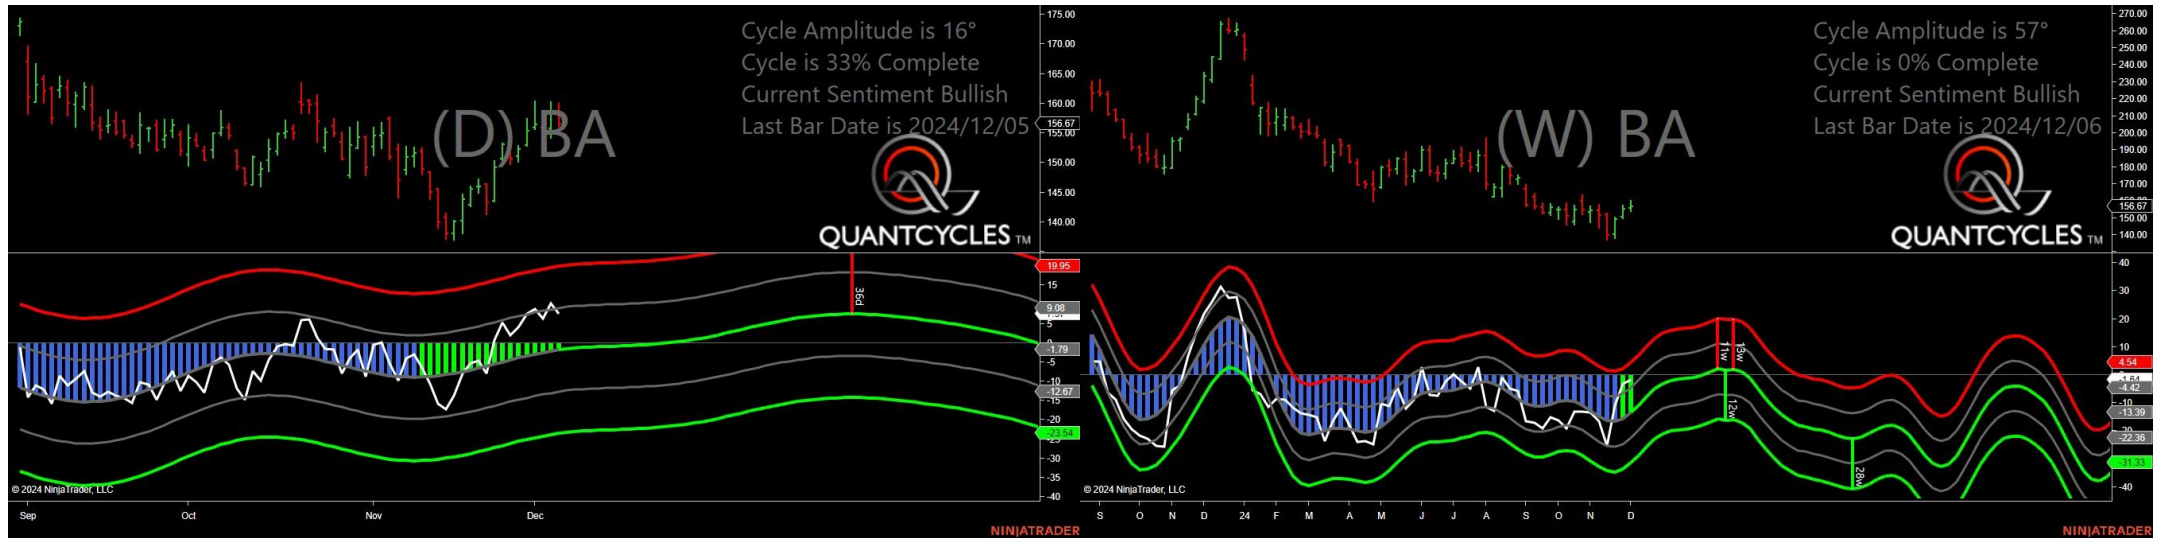 Cycle Amplitude is 16°
Cycle is 33% Complete
Current Sentiment Bullish
Last Bar Date is 2024/12/05
(D) BA
QUANTCYCLES TM
175.00
170.00
165.00
160.00
156.67
155.00
150.00
145.00
140.00
36d
19.95
15
9.08
5
-1.79
-5
-10
-12.67
-15
-20
-23.54
-30
-35
-40
© 2024 NinjaTrader, LLC
Sep Oct Nov Dec
NINJATRADER
Cycle Amplitude is 57°
Cycle is 0% Complete
Current Sentiment Bullish
Last Bar Date is 2024/12/06
(W) BA
QUANTCYCLES TM
270.00
260.00
250.00
240.00
230.00
220.00
210.00
200.00
190.00
180.00
170.00
156.67
150.00
140.00
11w
13w
12w
28w
40
30
20
10
4.54
-1.64
-4.42
-10
-13.39
-22.36
-31.33
-40
© 2024 NinjaTrader, LLC
S O N D 24 F M A M J J A S O N D
NINJATRADER